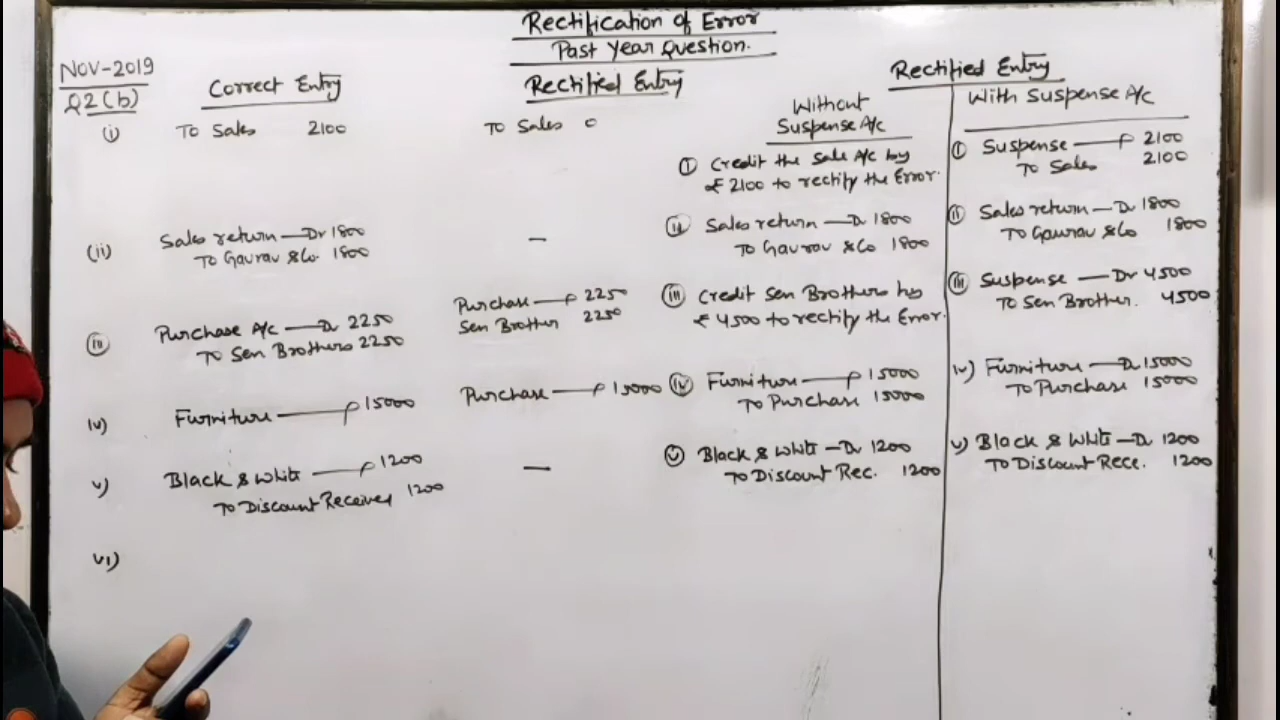 Rectification of Error
Past Year Question.
NOV-2019
Q2(b)
Correct Entry
Rectified Entry
Rectified Entry
Without
Suspense A/c
With Suspense A/c
(i)
To Sales 2100
To Sales 0
(i) Credit the Sale A/c by
₹ 2100 to rectify the Error.
(i) Suspense — Dr 2100
To Sales 2100
(ii)
Sales return — Dr 1800
To Gaurav & Co. 1800
—
(ii) Sales return — Dr 1800
To Gaurav & Co 1800
(ii) Sales return — Dr 1800
To Gaurav & Co 1800
(iii)
Purchase A/c — Dr 2250
To Sen Brothers 2250
Purchase — Dr 2250
Sen Brother 2250
(iii) Credit Sen Brothers by
₹ 4500 to rectify the Error.
(iii) Suspense — Dr 4500
To Sen Brother. 4500
iv)
Furniture — Dr 15000
Purchase — Dr 15000
(iv) Furniture — Dr 15000
To Purchase 15000
iv) Furniture — Dr 15000
To Purchase 15000
v)
Black & White — Dr 1200
To Discount Received 1200
—
(v) Black & White — Dr 1200
To Discount Rec. 1200
v) Black & White — Dr 1200
To Discount Rece. 1200
vi)